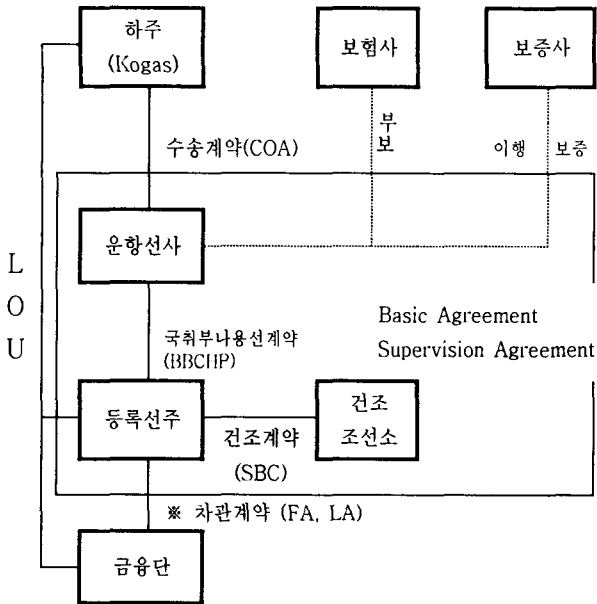 하주
(Kogas)
보험사
보증사
부
보
수송계약(COA)
이행 보증
운항선사
L
O
U
Basic Agreement
Supervision Agreement
국취부나용선계약
(BBCHP)
등록선주
건조
조선소
건조계약
(SBC)
※ 차관계약 (FA, LA)
금융단